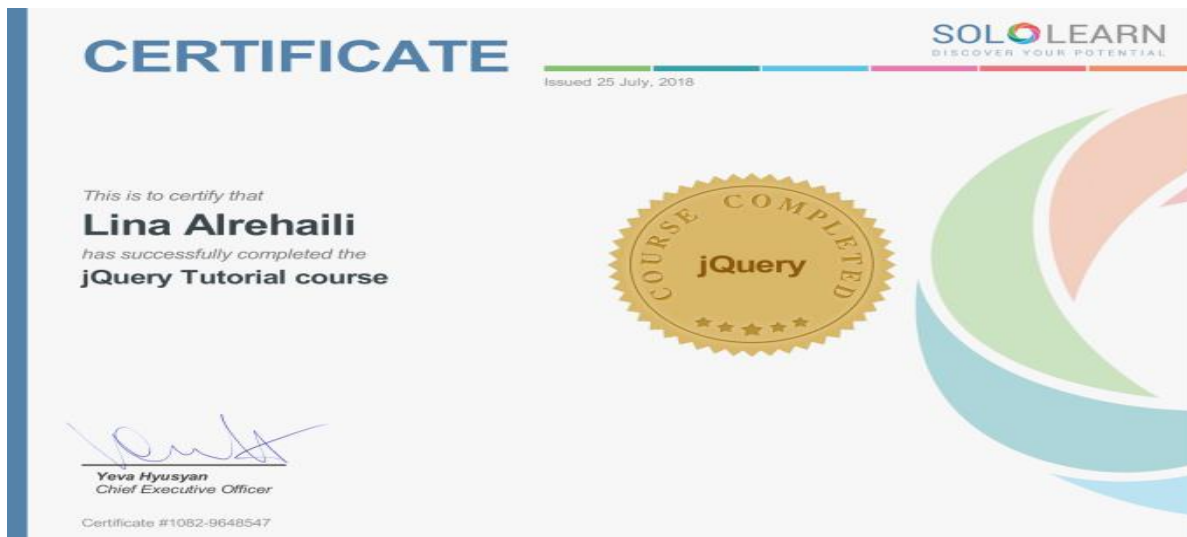 CERTIFICATE
SOLOLEARN
DISCOVER YOUR POTENTIAL
Issued 25 July, 2018
This is to certify that
Lina Alrehaili
has successfully completed the
jQuery Tutorial course
COURSE COMPLETED
jQuery
Yeva Hyusyan
Chief Executive Officer
Certificate #1082-9648547